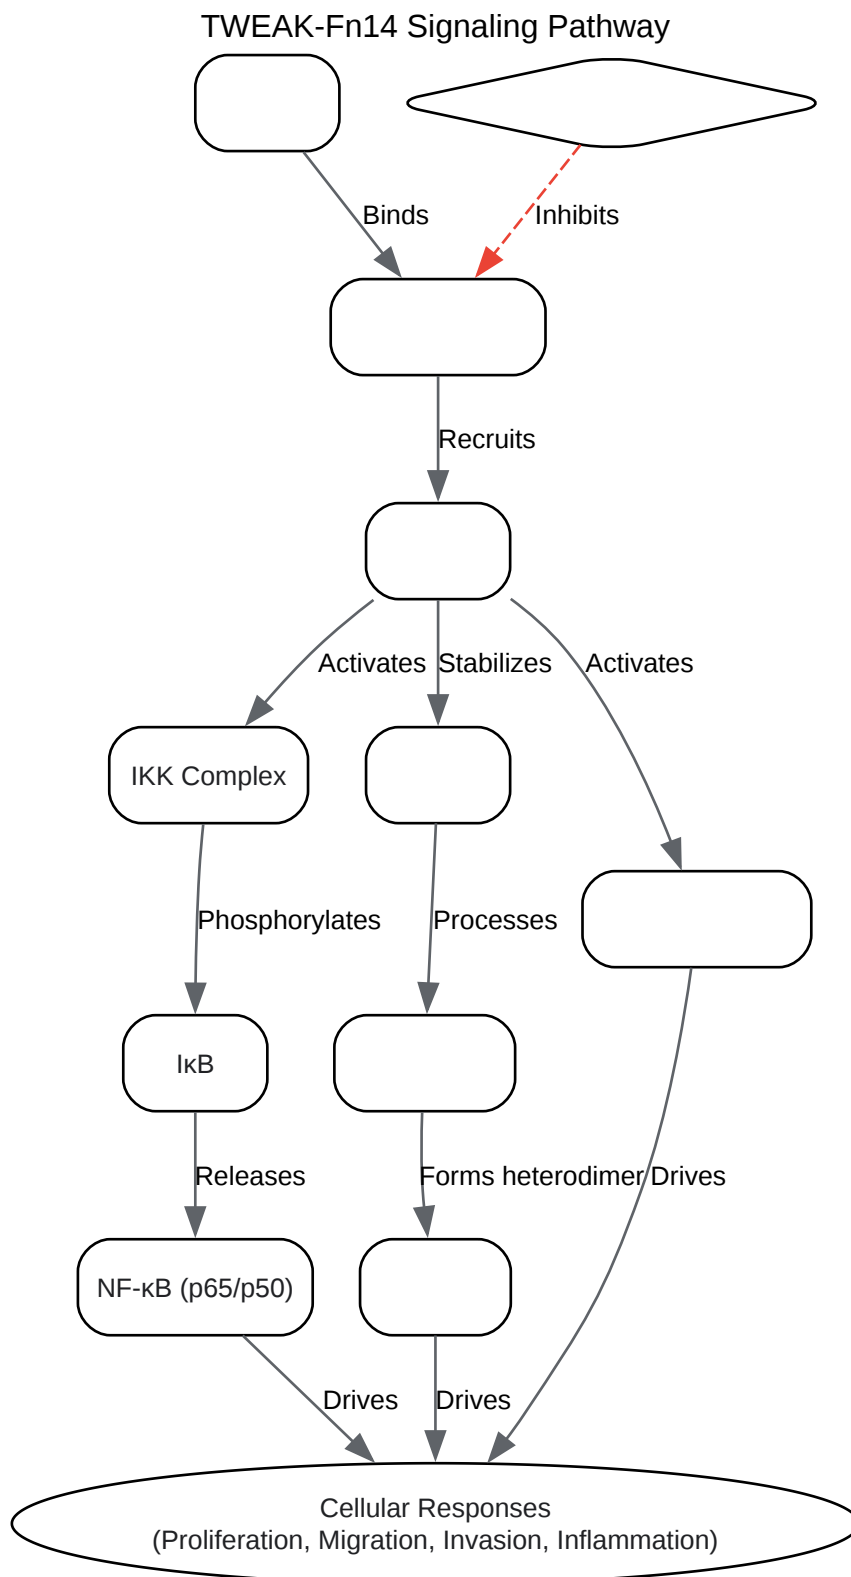 TWEAK-Fn14 Signaling Pathway
Binds
Inhibits
Recruits
Activates
Stabilizes
Activates
IKK Complex
Phosphorylates
Processes
IκB
Releases
Forms heterodimer
Drives
NF-κB (p65/p50)
Drives
Drives
Cellular Responses
(Proliferation, Migration, Invasion, Inflammation)